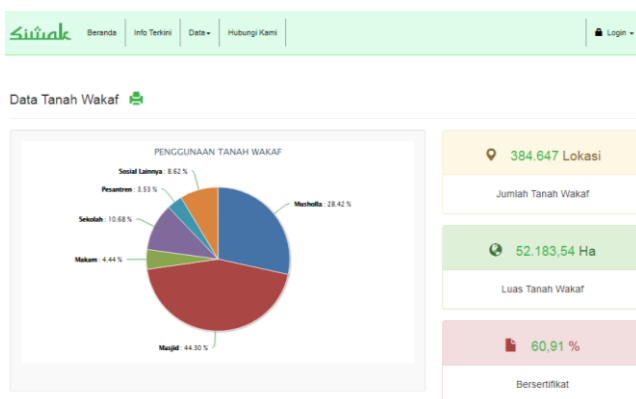 Siwak
Beranda
Info Terkini
Data
Hubungi Kami
Login
Data Tanah Wakaf
PENGGUNAAN TANAH WAKAF
Sosial Lainnya : 8.62 %
Pesantren : 3.53 %
Musholla : 28.42 %
Sekolah : 10.68 %
Makam : 4.44 %
Masjid : 44.30 %
384.647 Lokasi
Jumlah Tanah Wakaf
52.183,54 Ha
Luas Tanah Wakaf
60,91 %
Bersertifikat